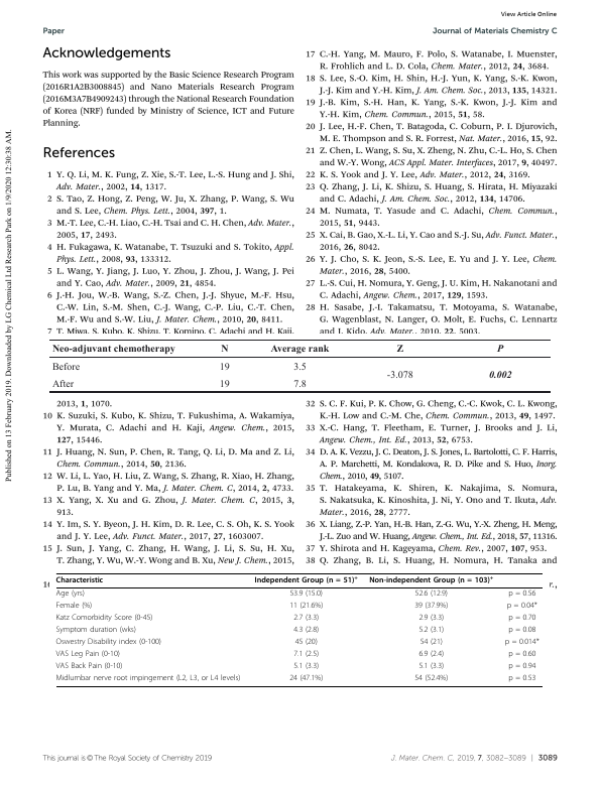 View Article Online
Paper
Journal of Materials Chemistry C
Published on 13 February 2019. Downloaded by LG Chemical Ltd Research Park on 1/9/2020 12:30:38 AM.
Acknowledgements
This work was supported by the Basic Science Research Program
(2016R1A2B3008845) and Nano Materials Research Program
(2016M3A7B4909243) through the National Research Foundation
of Korea (NRF) funded by Ministry of Science, ICT and Future
Planning.
References
1 Y. Q. Li, M. K. Fung, Z. Xie, S.-T. Lee, L.-S. Hung and J. Shi,
Adv. Mater., 2002, 14, 1317.
2 S. Tao, Z. Hong, Z. Peng, W. Ju, X. Zhang, P. Wang, S. Wu
and S. Lee, Chem. Phys. Lett., 2004, 397, 1.
3 M.-T. Lee, C.-H. Liao, C.-H. Tsai and C. H. Chen, Adv. Mater.,
2005, 17, 2493.
4 H. Fukagawa, K. Watanabe, T. Tsuzuki and S. Tokito, Appl.
Phys. Lett., 2008, 93, 133312.
5 L. Wang, Y. Jiang, J. Luo, Y. Zhou, J. Zhou, J. Wang, J. Pei
and Y. Cao, Adv. Mater., 2009, 21, 4854.
6 J.-H. Jou, W.-B. Wang, S.-Z. Chen, J.-J. Shyue, M.-F. Hsu,
C.-W. Lin, S.-M. Shen, C.-J. Wang, C.-P. Liu, C.-T. Chen,
M.-F. Wu and S.-W. Liu, J. Mater. Chem., 2010, 20, 8411.
7 T. Miwa, S. Kubo, K. Shizu, T. Komino, C. Adachi and H. Kaji,
17 C.-H. Yang, M. Mauro, F. Polo, S. Watanabe, I. Muenster,
R. Frohlich and L. D. Cola, Chem. Mater., 2012, 24, 3684.
18 S. Lee, S.-O. Kim, H. Shin, H.-J. Yun, K. Yang, S.-K. Kwon,
J.-J. Kim and Y.-H. Kim, J. Am. Chem. Soc., 2013, 135, 14321.
19 J.-B. Kim, S.-H. Han, K. Yang, S.-K. Kwon, J.-J. Kim and
Y.-H. Kim, Chem. Commun., 2015, 51, 58.
20 J. Lee, H.-F. Chen, T. Batagoda, C. Coburn, P. I. Djurovich,
M. E. Thompson and S. R. Forrest, Nat. Mater., 2016, 15, 92.
21 Z. Chen, L. Wang, S. Su, X. Zheng, N. Zhu, C.-L. Ho, S. Chen
and W.-Y. Wong, ACS Appl. Mater. Interfaces, 2017, 9, 40497.
22 K. S. Yook and J. Y. Lee, Adv. Mater., 2012, 24, 3169.
23 Q. Zhang, J. Li, K. Shizu, S. Huang, S. Hirata, H. Miyazaki
and C. Adachi, J. Am. Chem. Soc., 2012, 134, 14706.
24 M. Numata, T. Yasude and C. Adachi, Chem. Commun.,
2015, 51, 9443.
25 X. Cai, B. Gao, X.-L. Li, Y. Cao and S.-J. Su, Adv. Funct. Mater.,
2016, 26, 8042.
26 Y. J. Cho, S. K. Jeon, S.-S. Lee, E. Yu and J. Y. Lee, Chem.
Mater., 2016, 28, 5400.
27 L.-S. Cui, H. Nomura, Y. Geng, J. U. Kim, H. Nakanotani and
C. Adachi, Angew. Chem., 2017, 129, 1593.
28 H. Sasabe, J.-I. Takamatsu, T. Motoyama, S. Watanabe,
G. Wagenblast, N. Langer, O. Molt, E. Fuchs, C. Lennartz
and J. Kido, Adv. Mater., 2010, 22, 5003.
Neo-adjuvant chemotherapy N Average rank Z P
Before 19 3.5
-3.078 0.002
After 19 7.8
2013, 1, 1070.
10 K. Suzuki, S. Kubo, K. Shizu, T. Fukushima, A. Wakamiya,
Y. Murata, C. Adachi and H. Kaji, Angew. Chem., 2015,
127, 15446.
11 J. Huang, N. Sun, P. Chen, R. Tang, Q. Li, D. Ma and Z. Li,
Chem. Commun., 2014, 50, 2136.
12 W. Li, L. Yao, H. Liu, Z. Wang, S. Zhang, R. Xiao, H. Zhang,
P. Lu, B. Yang and Y. Ma, J. Mater. Chem. C, 2014, 2, 4733.
13 X. Yang, X. Xu and G. Zhou, J. Mater. Chem. C, 2015, 3,
913.
14 Y. Im, S. Y. Byeon, J. H. Kim, D. R. Lee, C. S. Oh, K. S. Yook
and J. Y. Lee, Adv. Funct. Mater., 2017, 27, 1603007.
15 J. Sun, J. Yang, C. Zhang, H. Wang, J. Li, S. Su, H. Xu,
T. Zhang, Y. Wu, W.-Y. Wong and B. Xu, New J. Chem., 2015,
32 S. C. F. Kui, P. K. Chow, G. Cheng, C.-C. Kwok, C. L. Kwong,
K.-H. Low and C.-M. Che, Chem. Commun., 2013, 49, 1497.
33 X.-C. Hang, T. Fleetham, E. Turner, J. Brooks and J. Li,
Angew. Chem., Int. Ed., 2013, 52, 6753.
34 D. A. K. Vezzu, J. C. Deaton, J. S. Jones, L. Bartolotti, C. F. Harris,
A. P. Marchetti, M. Kondakova, R. D. Pike and S. Huo, Inorg.
Chem., 2010, 49, 5107.
35 T. Hatakeyama, K. Shiren, K. Nakajima, S. Nomura,
S. Nakatsuka, K. Kinoshita, J. Ni, Y. Ono and T. Ikuta, Adv.
Mater., 2016, 28, 2777.
36 X. Liang, Z.-P. Yan, H.-B. Han, Z.-G. Wu, Y.-X. Zheng, H. Meng,
J.-L. Zuo and W. Huang, Angew. Chem., Int. Ed., 2018, 57, 11316.
37 Y. Shirota and H. Kageyama, Chem. Rev., 2007, 107, 953.
38 Q. Zhang, B. Li, S. Huang, H. Nomura, H. Tanaka and
r.,
Characteristic Independent Group (n = 51)* Non-independent Group (n = 103)*
Age (yrs) 53.9 (15.0) 52.6 (12.9) p = 0.56
Female (%) 11 (21.6%) 39 (37.9%) p = 0.04*
Katz Comorbidity Score (0-45) 2.7 (3.3) 2.9 (3.3) p = 0.70
Symptom duration (wks) 4.3 (2.8) 5.2 (3.1) p = 0.08
Oswestry Disability index (0-100) 45 (20) 54 (21) p = 0.014*
VAS Leg Pain (0-10) 7.1 (2.5) 6.9 (2.4) p = 0.60
VAS Back Pain (0-10) 5.1 (3.3) 5.1 (3.3) p = 0.94
Midlumbar nerve root impingement (L2, L3, or L4 levels) 24 (47.1%) 54 (52.4%) p = 0.53
This journal is © The Royal Society of Chemistry 2019
J. Mater. Chem. C, 2019, 7, 3082–3089 | 3089